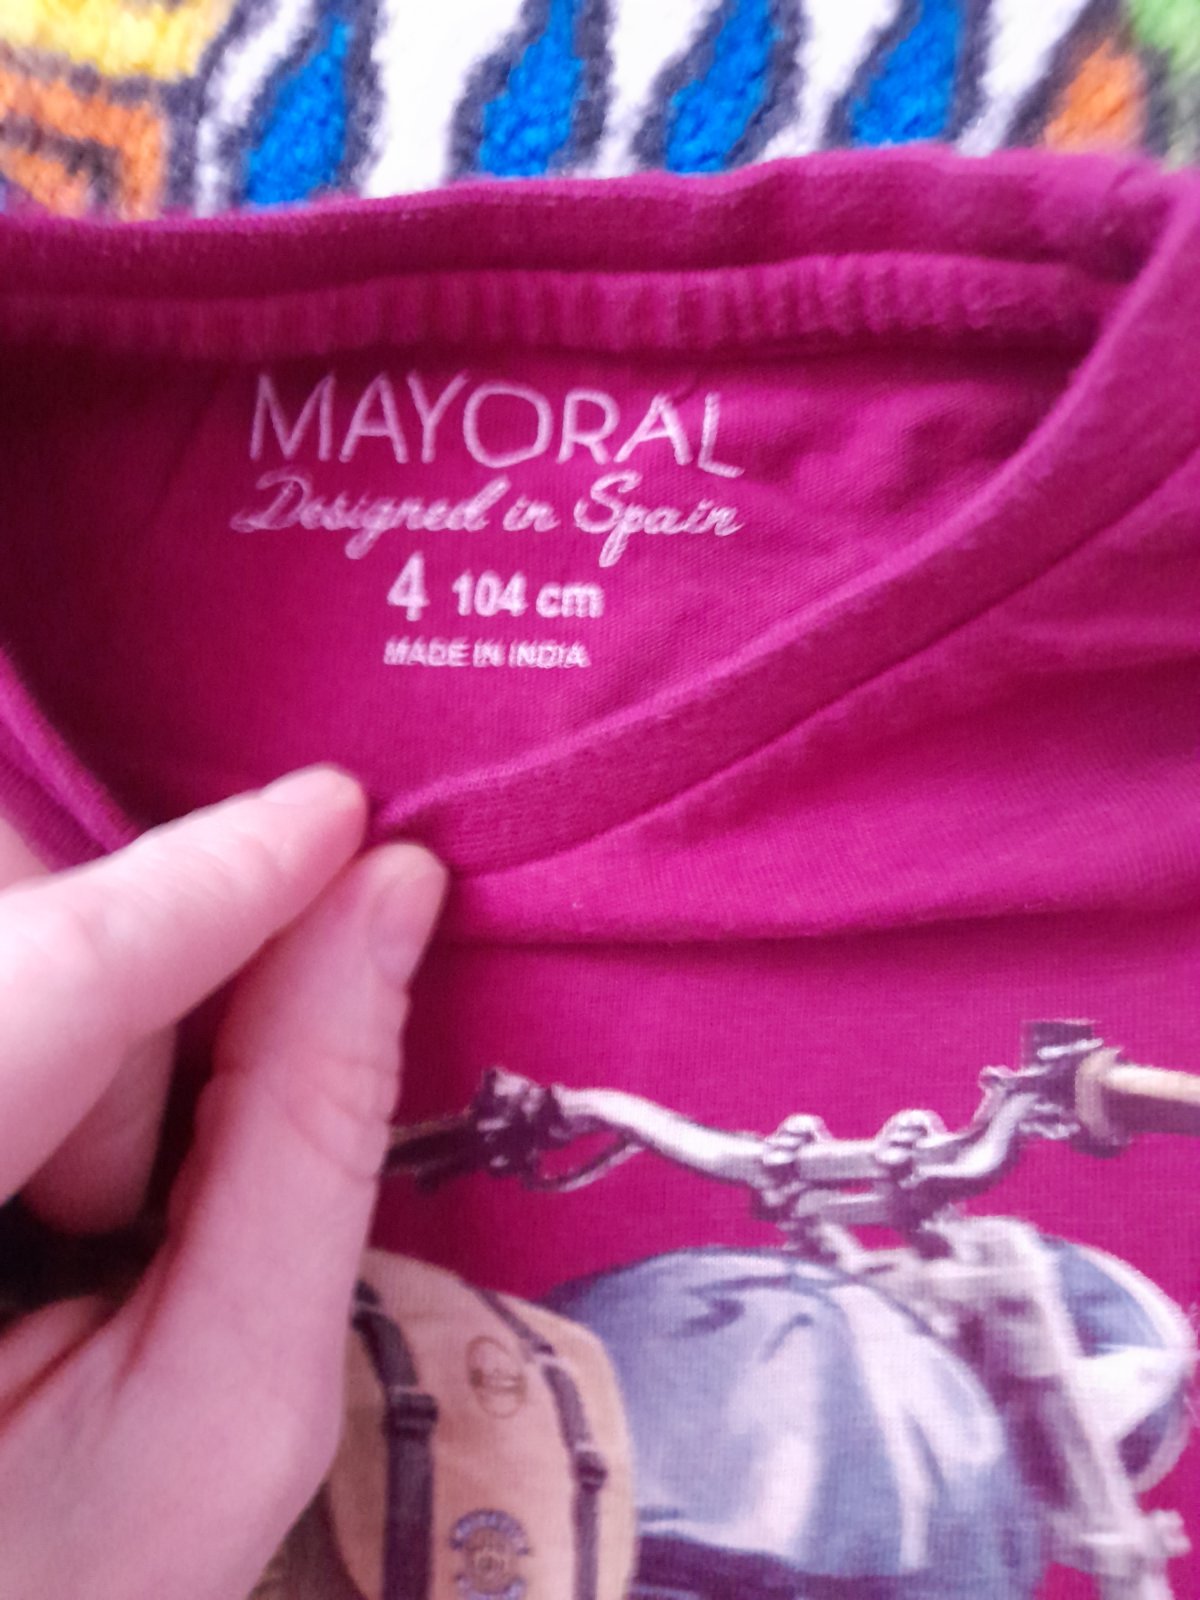 MAYORAL
Designed in Spain
4 104 cm
MADE IN INDIA